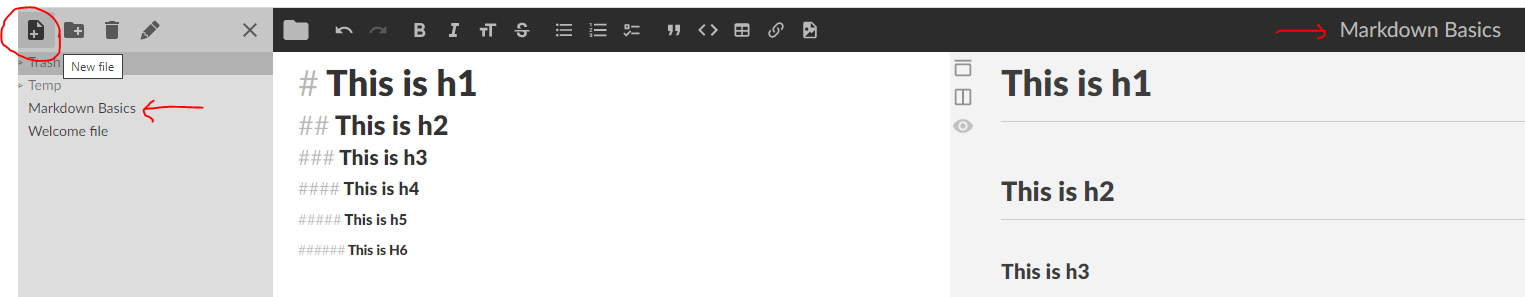 Markdown Basics
Trash
New file
Temp
Markdown Basics
Welcome file
# This is h1
## This is h2
### This is h3
#### This is h4
##### This is h5
###### This is H6
This is h1
This is h2
This is h3